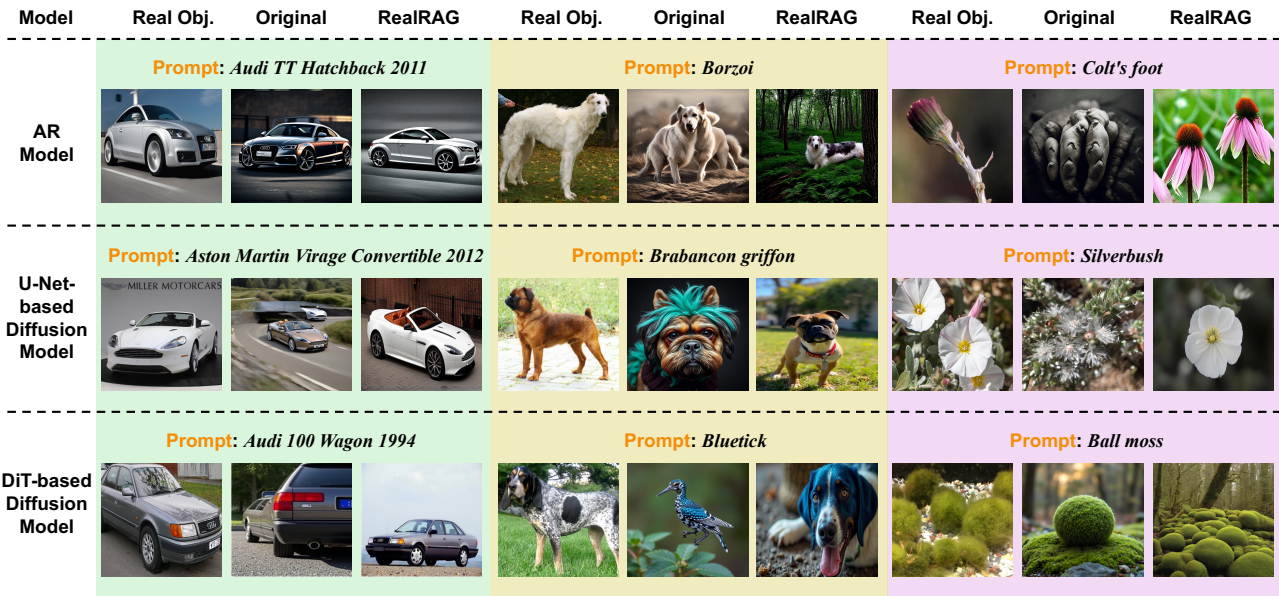 Model Real Obj. Original RealRAG Real Obj. Original RealRAG Real Obj. Original RealRAG
AR
Model
Prompt: Audi TT Hatchback 2011
Prompt: Borzoi
Prompt: Colt's foot
U-Net-
based
Diffusion
Model
Prompt: Aston Martin Virage Convertible 2012
MILLER MOTORCARS
Prompt: Brabancon griffon
Prompt: Silverbush
DiT-based
Diffusion
Model
Prompt: Audi 100 Wagon 1994
Prompt: Bluetick
Prompt: Ball moss